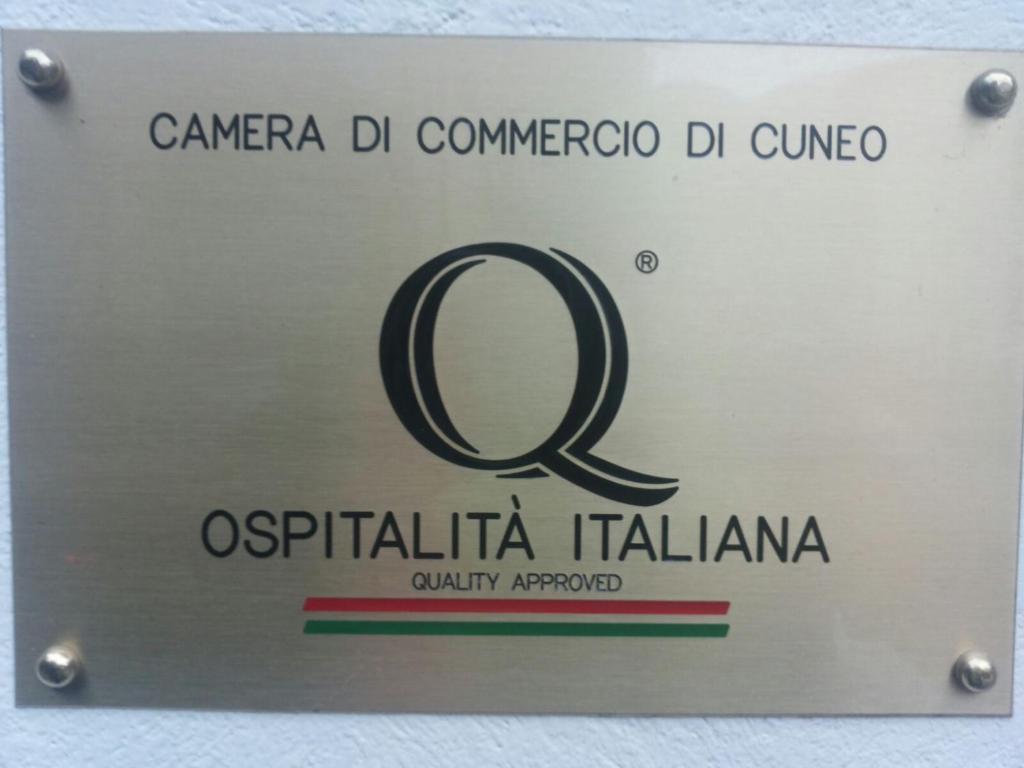 CAMERA DI COMMERCIO DI CUNEO
Q®
OSPITALITÀ ITALIANA
QUALITY APPROVED